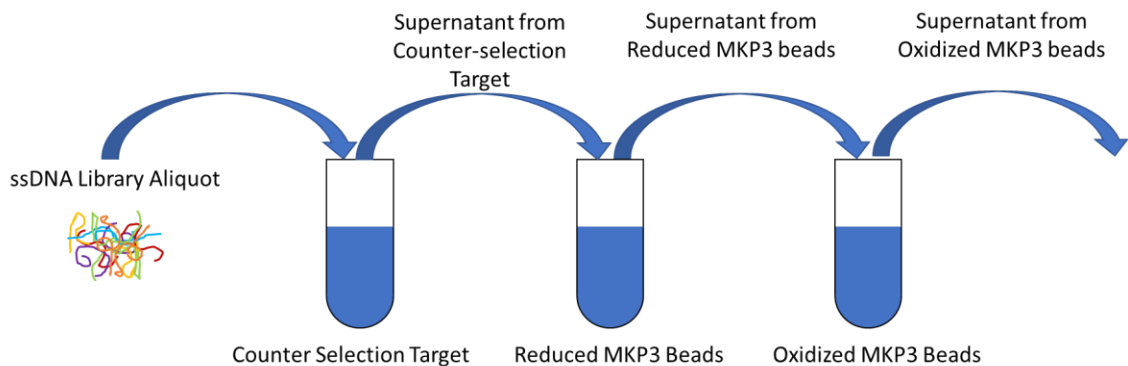 Supernatant from
Counter-selection
Target
Supernatant from
Reduced MKP3 beads
Supernatant from
Oxidized MKP3 beads
ssDNA Library Aliquot
Counter Selection Target
Reduced MKP3 Beads
Oxidized MKP3 Beads